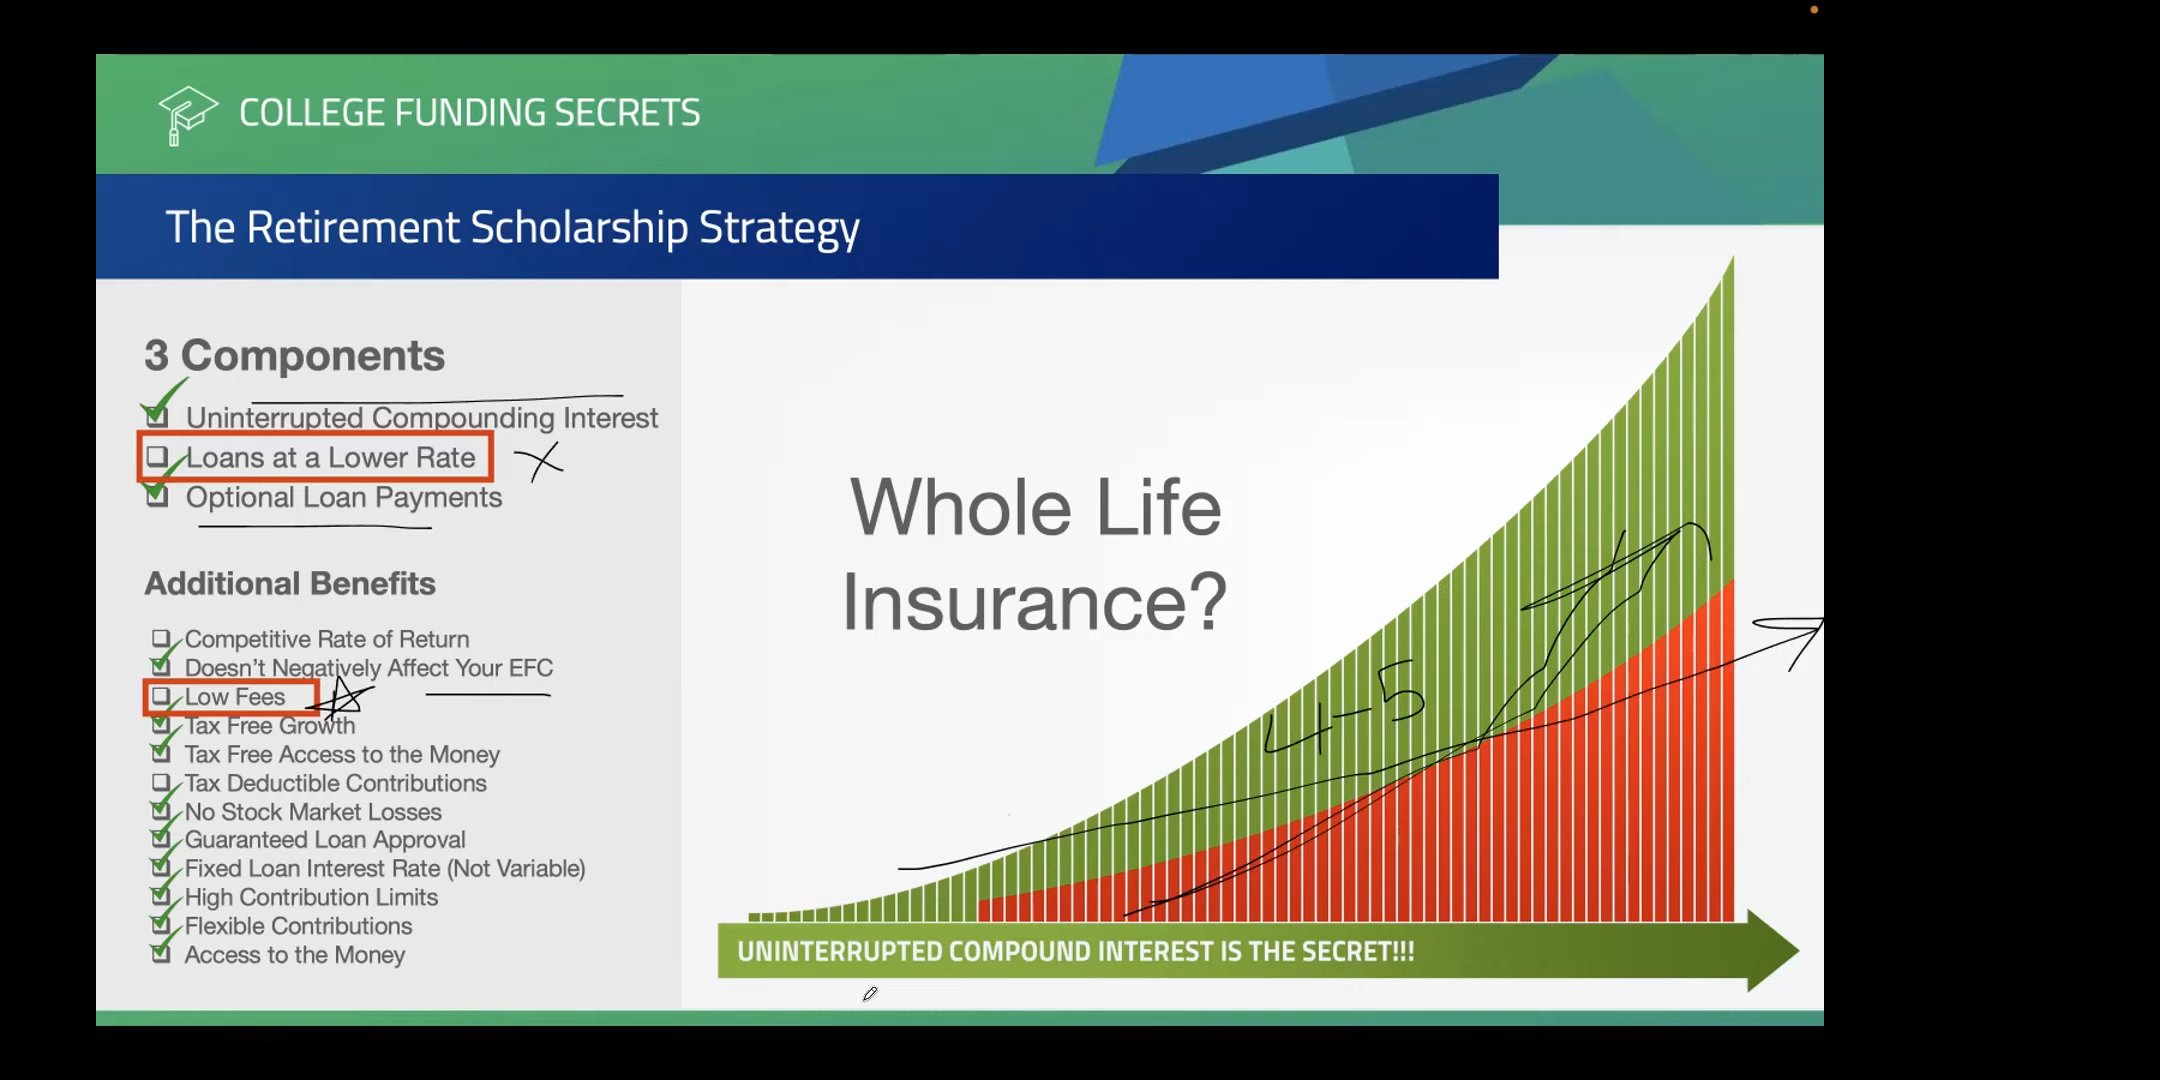 COLLEGE FUNDING SECRETS
The Retirement Scholarship Strategy
3 Components
Uninterrupted Compounding Interest
Loans at a Lower Rate
Optional Loan Payments
Additional Benefits
Competitive Rate of Return
Doesn't Negatively Affect Your EFC
Low Fees
Tax Free Growth
Tax Free Access to the Money
Tax Deductible Contributions
No Stock Market Losses
Guaranteed Loan Approval
Fixed Loan Interest Rate (Not Variable)
High Contribution Limits
Flexible Contributions
Access to the Money
Whole Life
Insurance?
4-5
UNINTERRUPTED COMPOUND INTEREST IS THE SECRET!!!